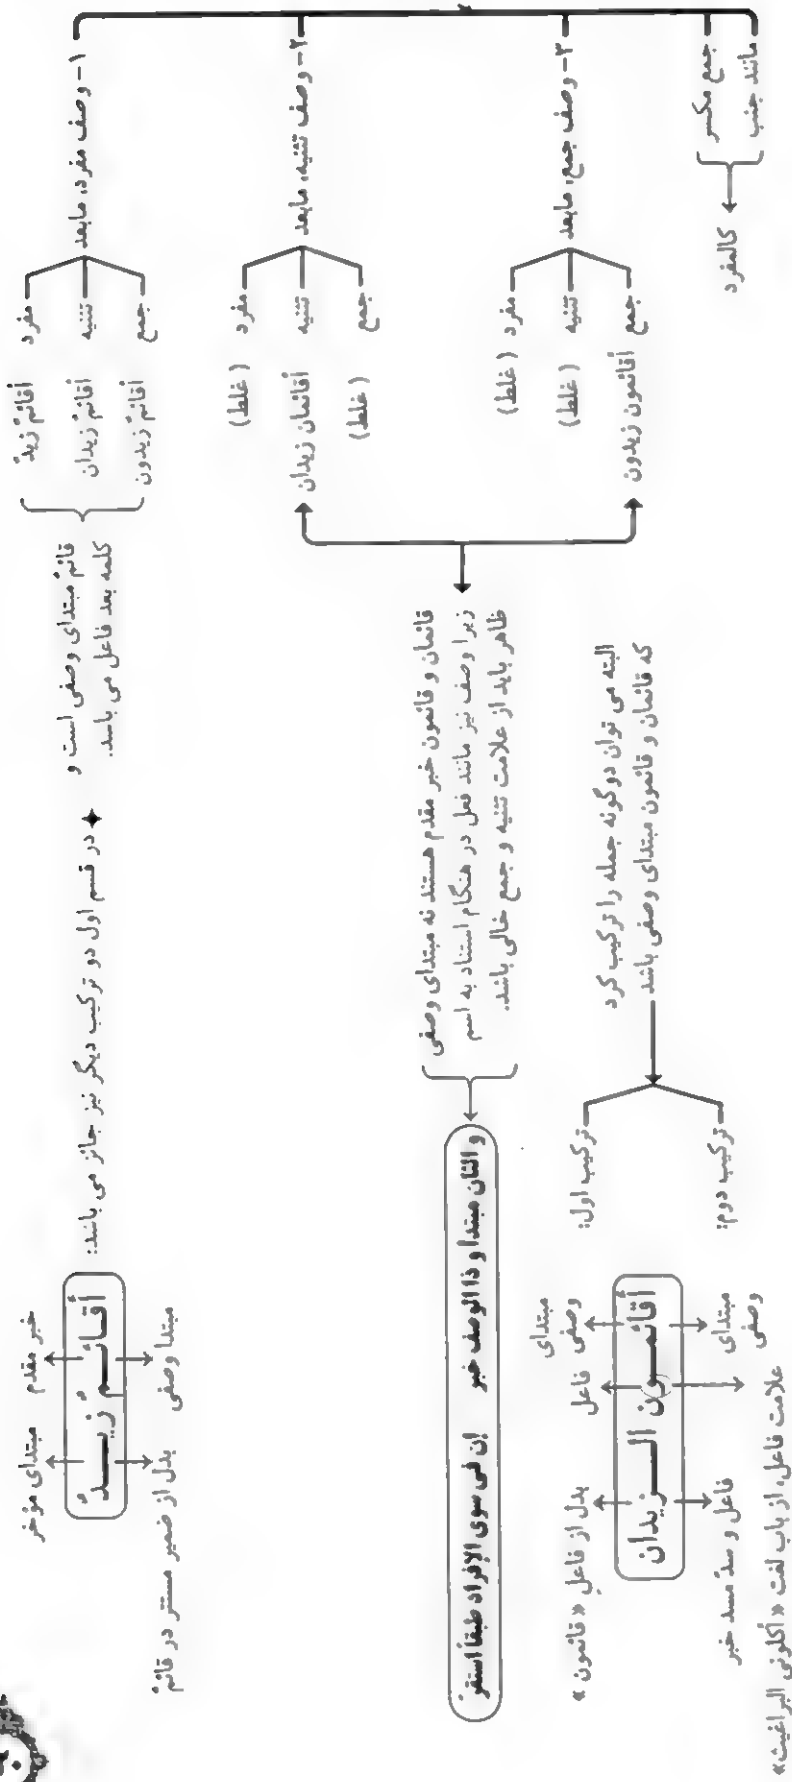 ۱- وصف مفرد، مابعد
مفرد أقائمٌ زیدٌ
تثنیه أقائمٌ زیدان
جمع أقائمٌ زیدون
قائمٌ مبتدای وصفی است و
کلمه بعد فاعل می باشد.
در قسم اول دو ترکیب دیگر نیز جائز می باشد:
خبر مقدم مبتدای مؤخر
أقـائـمٌ زیـــدٌ
مبتدا وصفی بدل از ضمیر مستتر در قائمٌ
۲- وصف تثنیه، مابعد
مفرد (غلط)
تثنیه أقائمان زیدان
جمع (غلط)
۳- وصف جمع، مابعد
مفرد (غلط)
تثنیه (غلط)
جمع أقائمون زیدون
قائمان و قائمون خبر مقدم هستند نه مبتدای وصفی
زیرا وصف نیز مانند فعل در هنگام استناد به اسم
ظاهر باید از علامت تثنیه و جمع خالی باشد.
و الثان مبتدا و ذا الوصف خبر إن فی سوی الإفراد طبقاً استقرّ
البته می توان دوگونه جمله را ترکیب کرد
که قائمان و قائمون مبتدای وصفی باشد
ترکیب اول:
مبتدای وصفی فاعل بدل از فاعلِ «قائمون»
أقائمـون الــزیدان
ترکیب دوم:
مبتدای وصفی علامت فاعل، از باب لغت «أکلونی البراغیث» فاعل و سدّ مسد خبر
جمع مکسر
مانند جنب
کالمفرد